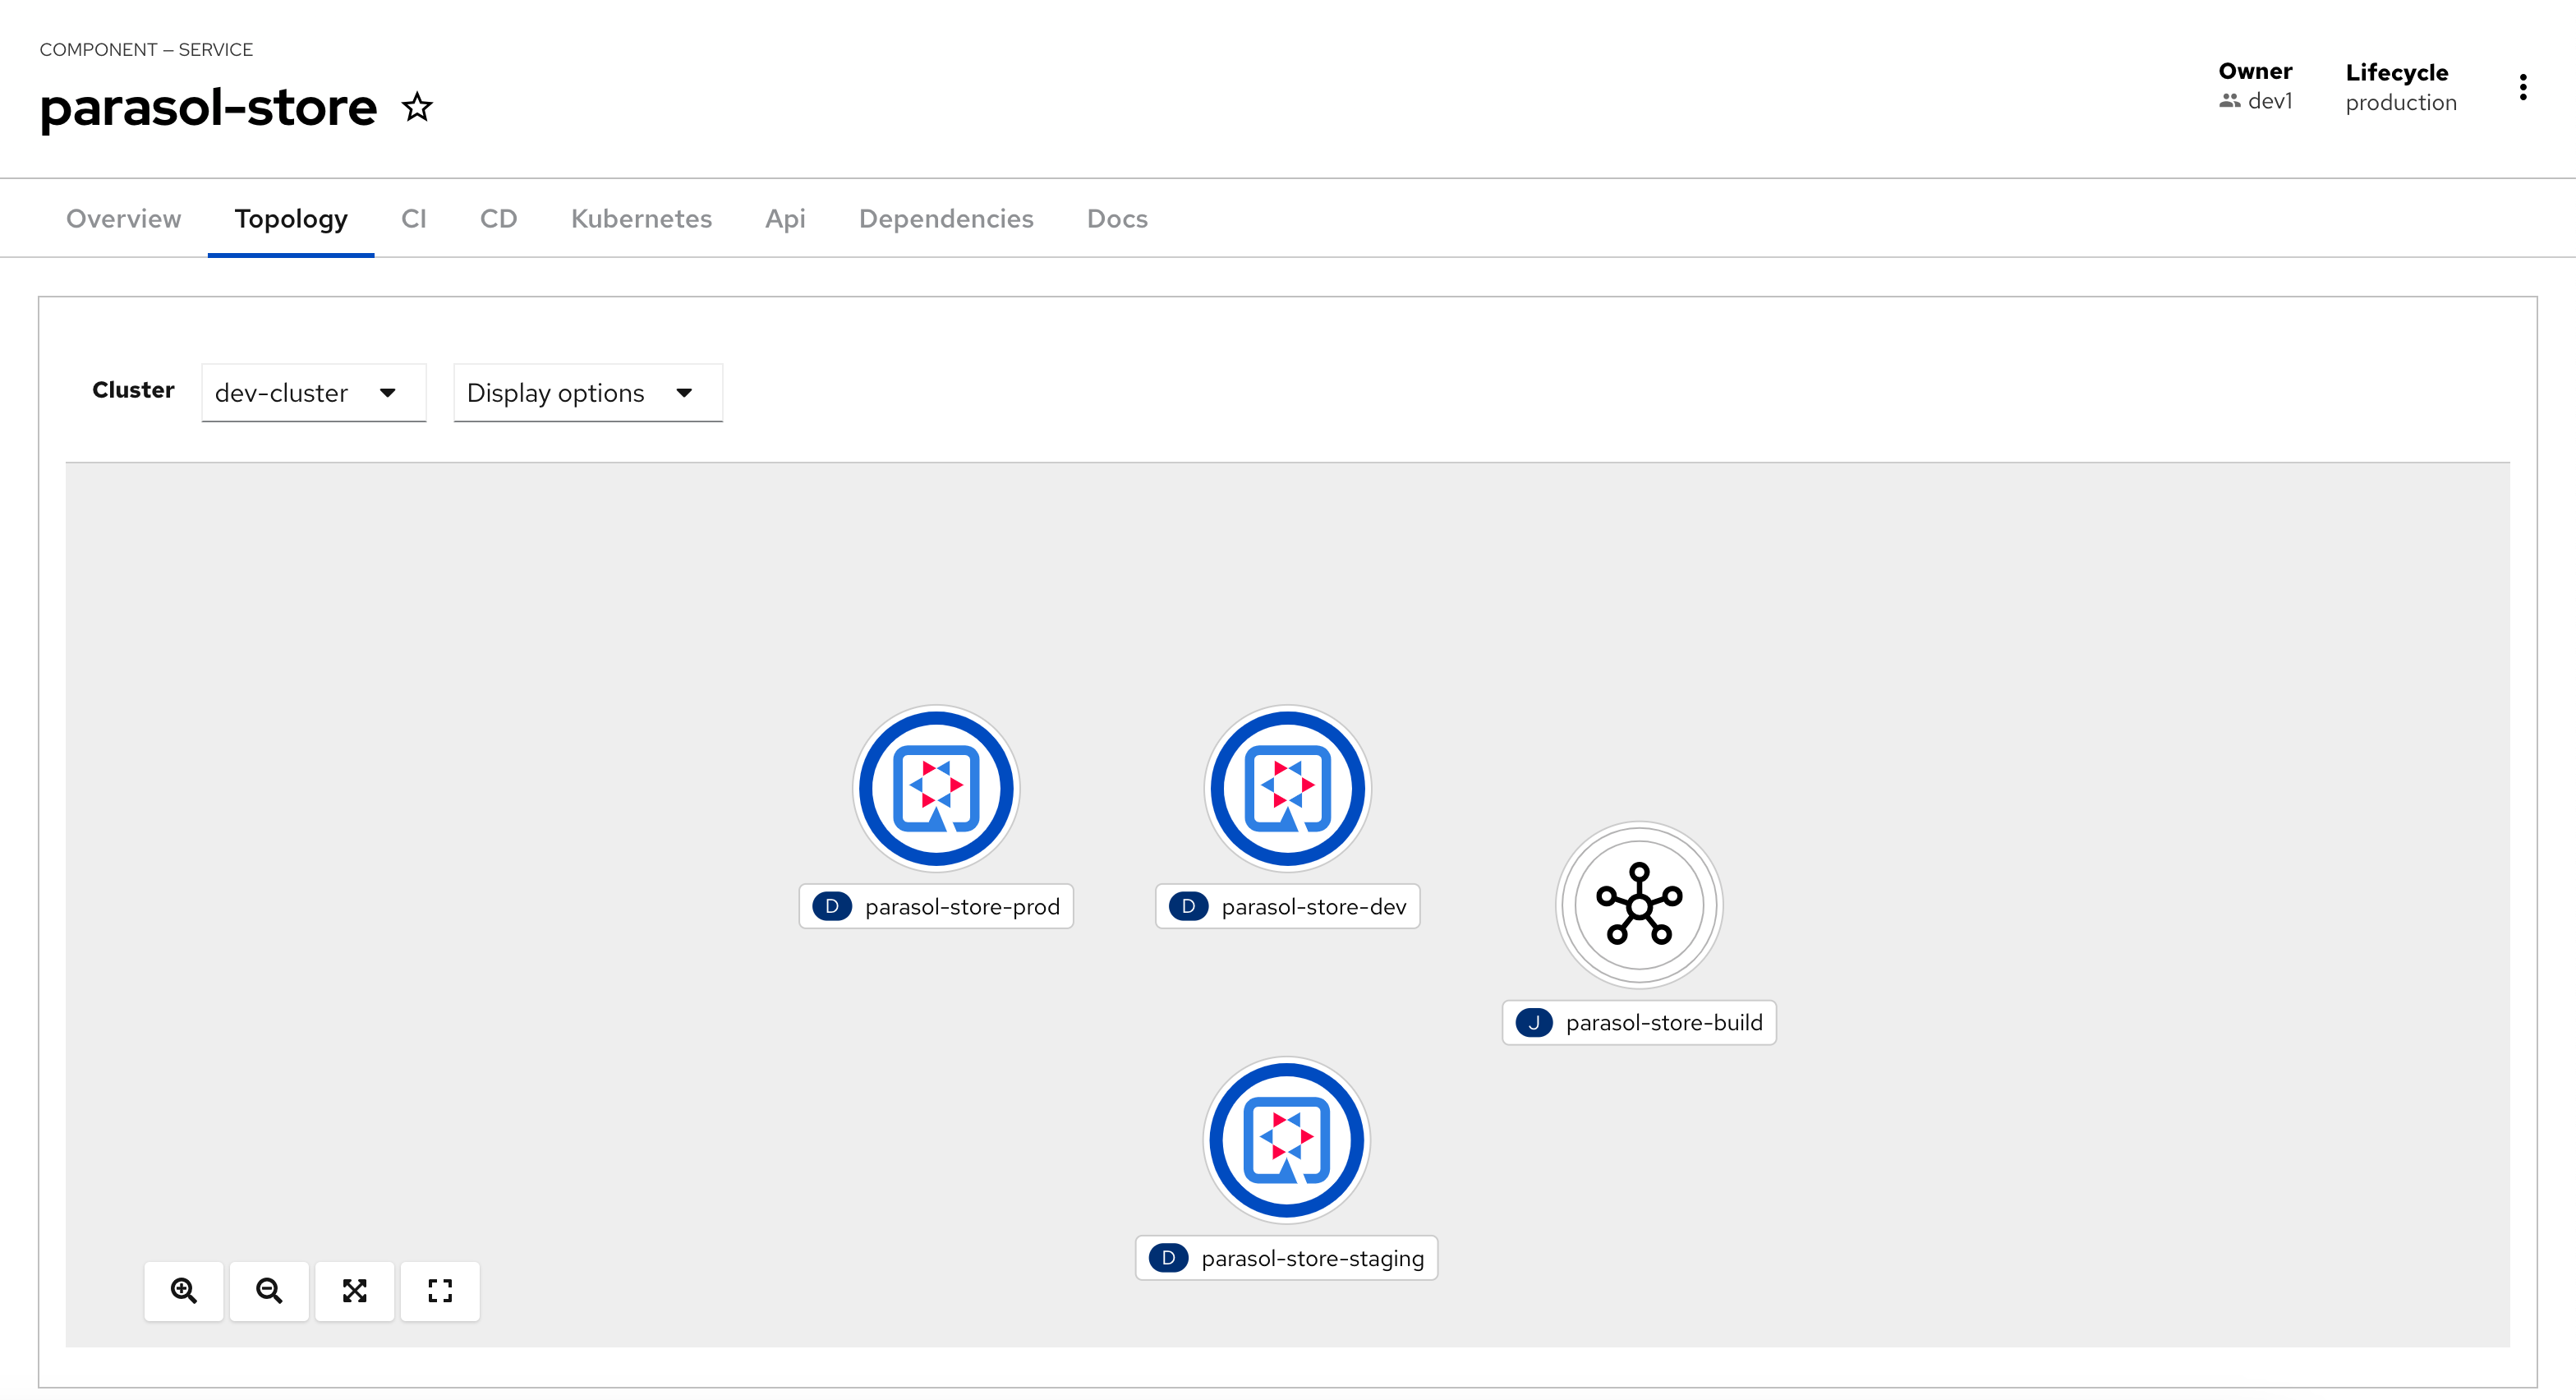 COMPONENT — SERVICE
parasol-store
Owner
dev1
Lifecycle
production
Overview Topology CI CD Kubernetes Api Dependencies Docs
Cluster dev-cluster Display options
D parasol-store-prod
D parasol-store-dev
J parasol-store-build
D parasol-store-staging